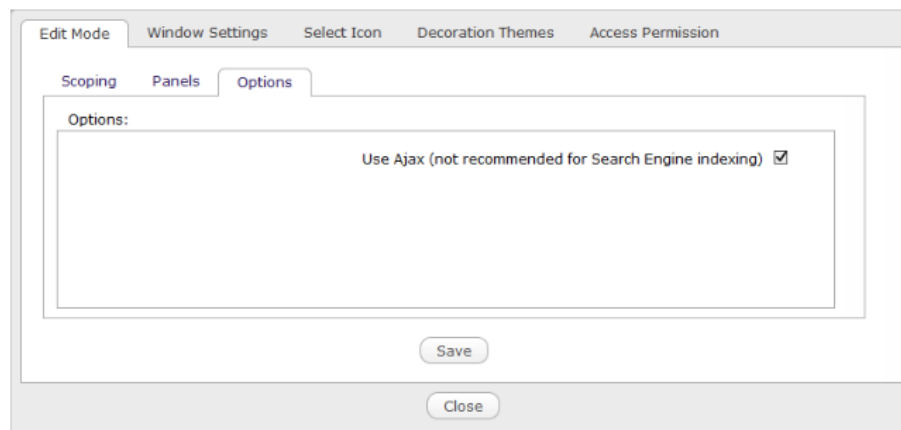 Edit Mode Window Settings Select Icon Decoration Themes Access Permission
Scoping Panels Options
Options:
Use Ajax (not recommended for Search Engine indexing)
Save
Close